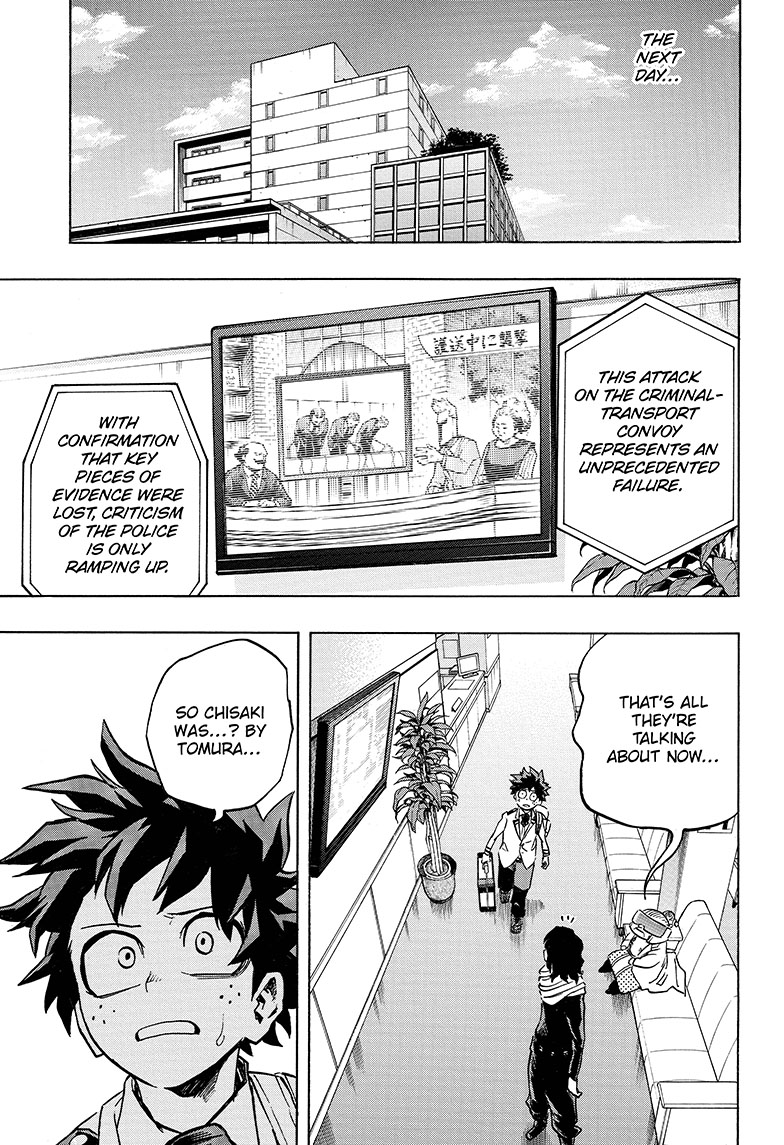 THE
NEXT
DAY...
THIS ATTACK
ON THE CRIMINAL-
TRANSPORT
CONVOY
REPRESENTS AN
UNPRECEDENTED
FAILURE.
護送中に襲撃
WITH
CONFIRMATION
THAT KEY
PIECES OF
EVIDENCE WERE
LOST, CRITICISM
OF THE POLICE
IS ONLY
RAMPING UP.
THAT'S ALL
THEY'RE
TALKING
ABOUT NOW...
SO CHISAKI
WAS...? BY
TOMURA...